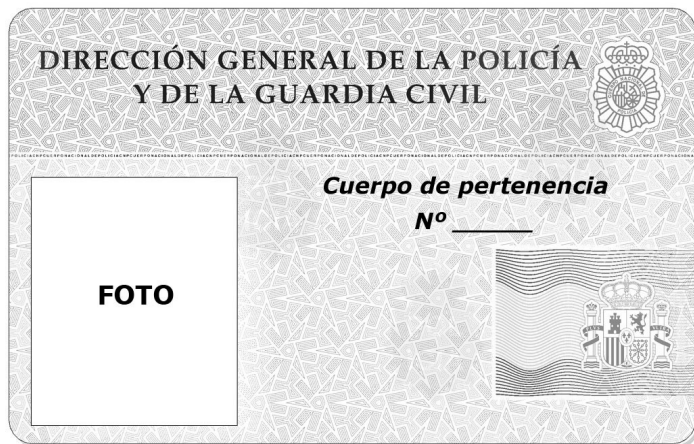 DIRECCIÓN GENERAL DE LA POLICÍA
Y DE LA GUARDIA CIVIL
Cuerpo de pertenencia
Nº ______
FOTO